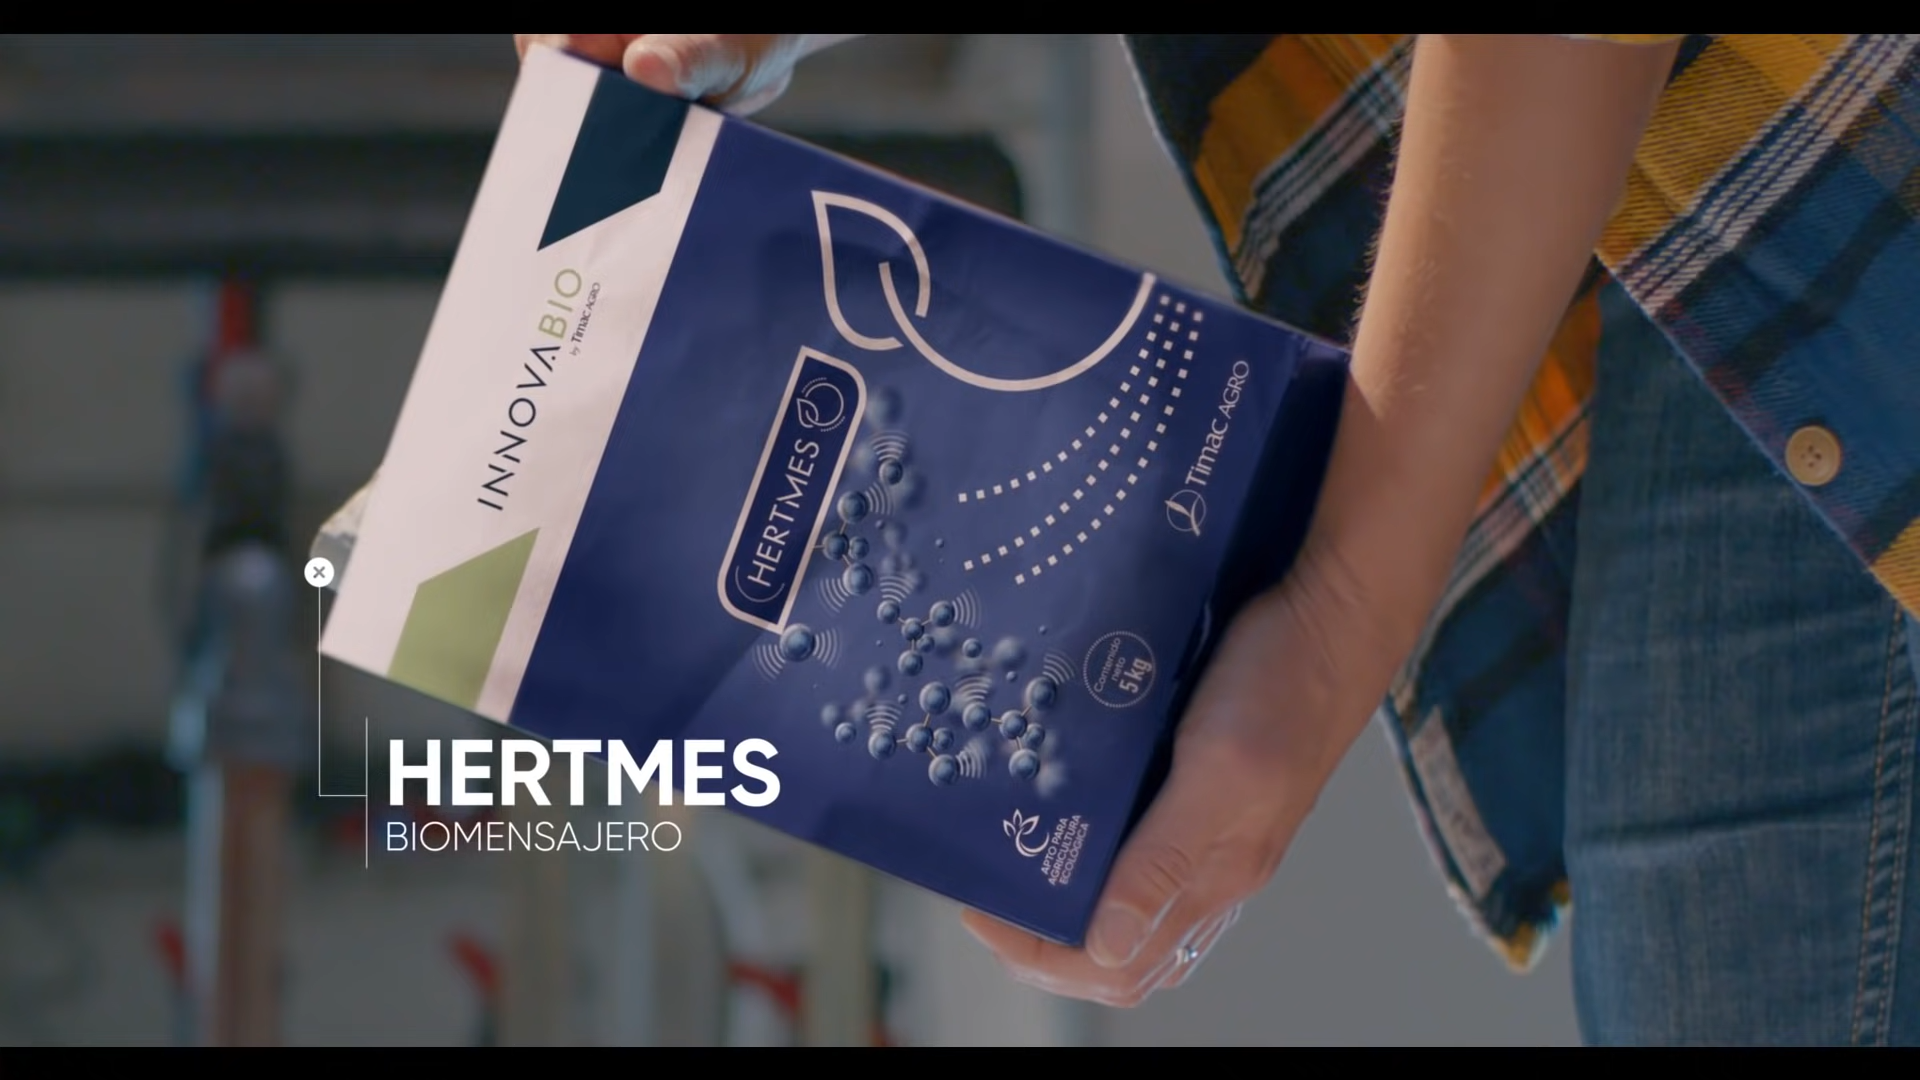 INNOVABIO
by Timac AGRO
HERTMES
Timac AGRO
Contenido
neto
5 kg
APTO PARA
AGRICULTURA
ECOLÓGICA
HERTMES
BIOMENSAJERO